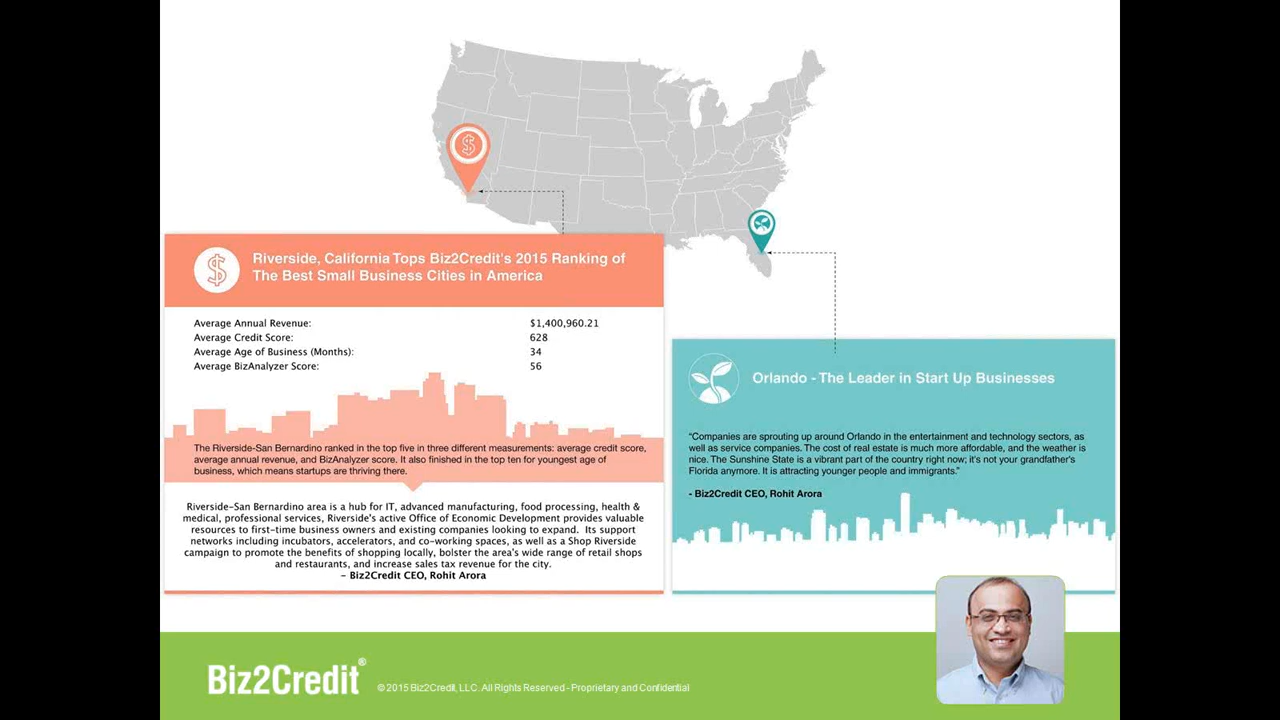 Riverside, California Tops Biz2Credit's 2015 Ranking of
The Best Small Business Cities in America
Average Annual Revenue: $1,400,960.21
Average Credit Score: 628
Average Age of Business (Months): 34
Average BizAnalyzer Score: 56
The Riverside-San Bernardino ranked in the top five in three different measurements: average credit score,
average annual revenue, and BizAnalyzer score. It also finished in the top ten for youngest age of
business, which means startups are thriving there.
Riverside-San Bernardino area is a hub for IT, advanced manufacturing, food processing, health &
medical, professional services, Riverside's active Office of Economic Development provides valuable
resources to first-time business owners and existing companies looking to expand. Its support
networks including incubators, accelerators, and co-working spaces, as well as a Shop Riverside
campaign to promote the benefits of shopping locally, bolster the area's wide range of retail shops
and restaurants, and increase sales tax revenue for the city.
– Biz2Credit CEO, Rohit Arora
Orlando - The Leader in Start Up Businesses
“Companies are sprouting up around Orlando in the entertainment and technology sectors, as
well as service companies. The cost of real estate is much more affordable, and the weather is
nice. The Sunshine State is a vibrant part of the country right now; it's not your grandfather's
Florida anymore. It is attracting younger people and immigrants.”
- Biz2Credit CEO, Rohit Arora
Biz2Credit® © 2015 Biz2Credit, LLC. All Rights Reserved - Proprietary and Confidential